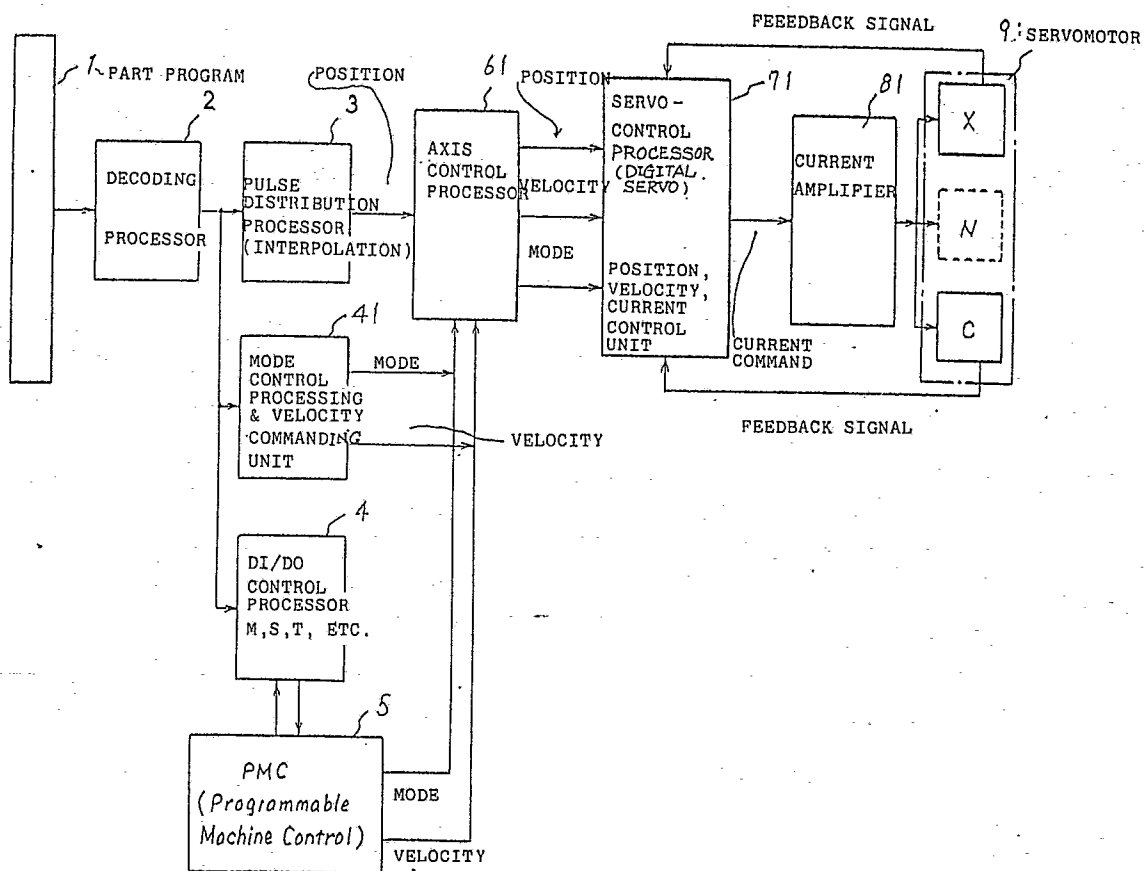 FEEEDBACK SIGNAL
9.: SERVOMOTOR
1 PART PROGRAM
2
POSITION
3
61
POSITION
71
81
DECODING
PROCESSOR
PULSE
DISTRIBUTION
PROCESSOR
(INTERPOLATION)
AXIS
CONTROL
PROCESSOR
VELOCITY
MODE
SERVO-
CONTROL
PROCESSOR
(DIGITAL.
SERVO)
POSITION,
VELOCITY,
CURRENT
CONTROL
UNIT
CURRENT
AMPLIFIER
X
N
C
CURRENT
COMMAND
FEEDBACK SIGNAL
41
MODE
CONTROL
PROCESSING
& VELOCITY
COMMANDING
UNIT
MODE
VELOCITY
4
DI/DO
CONTROL
PROCESSOR
M,S,T, ETC.
5
PMC
(Programmable
Machine Control)
MODE
VELOCITY